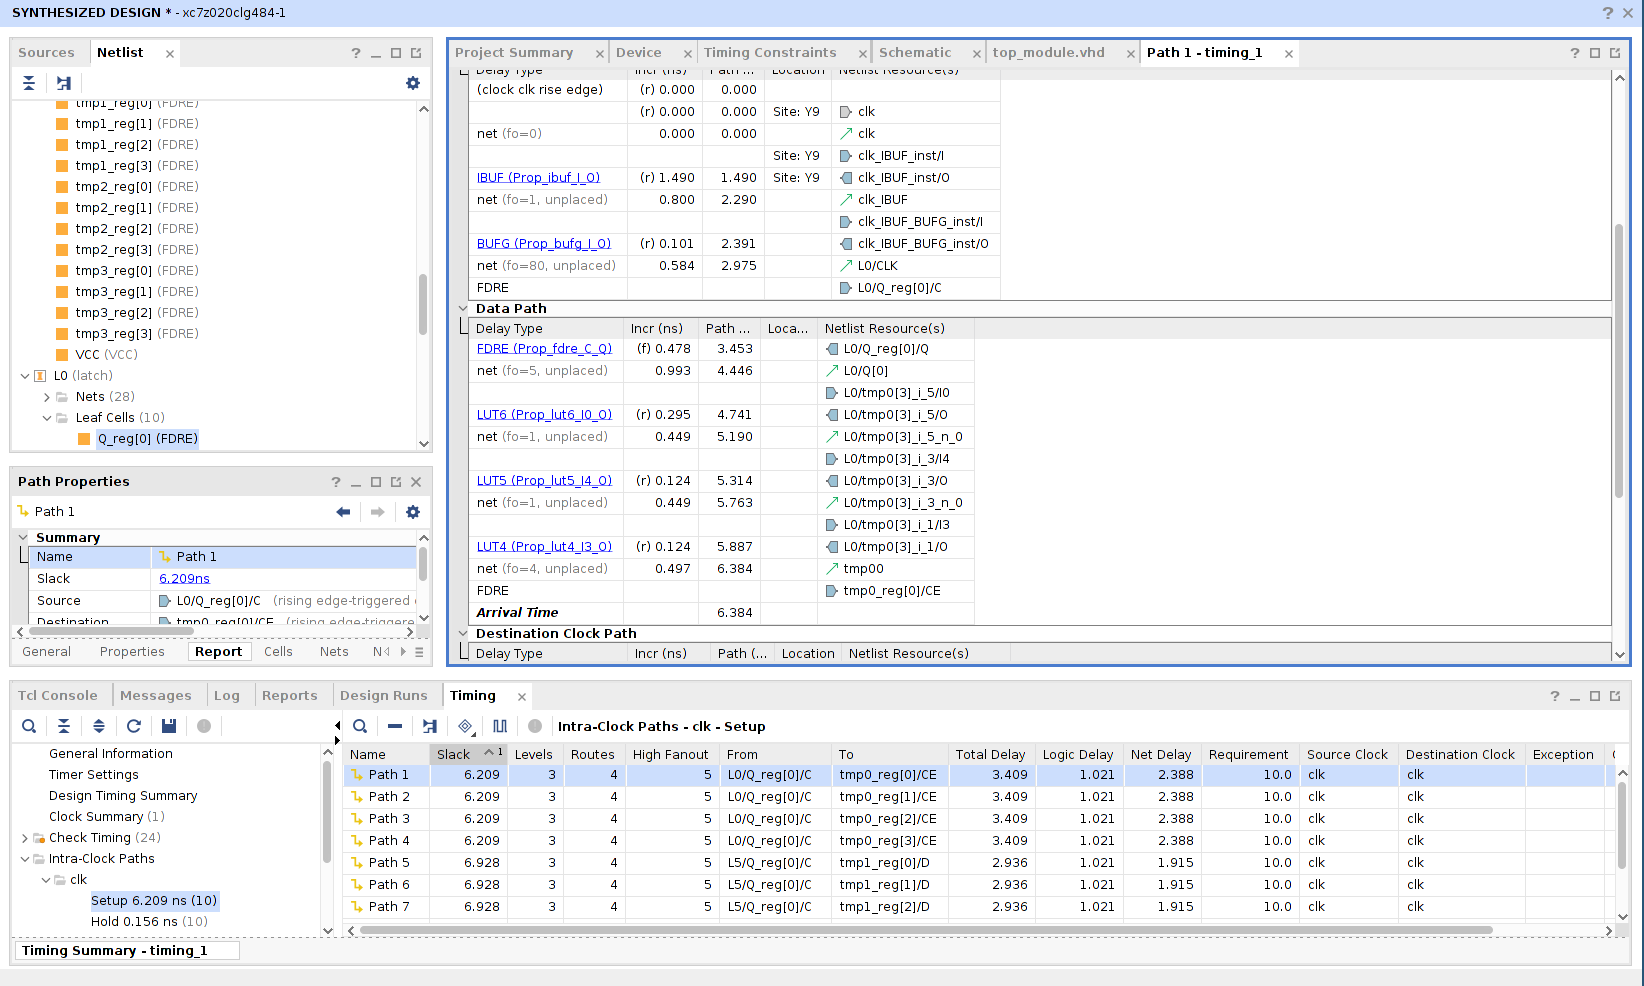 SYNTHESIZED DESIGN * - xc7z020clg484-1
Sources Netlist
tmp1_reg[0] (FDRE)
tmp1_reg[1] (FDRE)
tmp1_reg[2] (FDRE)
tmp1_reg[3] (FDRE)
tmp2_reg[0] (FDRE)
tmp2_reg[1] (FDRE)
tmp2_reg[2] (FDRE)
tmp2_reg[3] (FDRE)
tmp3_reg[0] (FDRE)
tmp3_reg[1] (FDRE)
tmp3_reg[2] (FDRE)
tmp3_reg[3] (FDRE)
VCC (VCC)
L0 (latch)
Nets (28)
Leaf Cells (10)
Q_reg[0] (FDRE)
Path Properties
Path 1
Summary
Name Path 1
Slack 6.209ns
Source L0/Q_reg[0]/C (rising edge-triggered
Destination tmp0_reg[0]/CE (rising edge-triggere
General Properties Report Cells Nets N
Project Summary Device Timing Constraints Schematic top_module.vhd Path 1 - timing_1
Delay Type Incr (ns) Path ... Location Netlist Resource(s)
(clock clk rise edge) (r) 0.000 0.000
(r) 0.000 0.000 Site: Y9 clk
net (fo=0) 0.000 0.000 clk
Site: Y9 clk_IBUF_inst/I
IBUF (Prop_ibuf_I_O) (r) 1.490 1.490 Site: Y9 clk_IBUF_inst/O
net (fo=1, unplaced) 0.800 2.290 clk_IBUF
clk_IBUF_BUFG_inst/I
BUFG (Prop_bufg_I_O) (r) 0.101 2.391 clk_IBUF_BUFG_inst/O
net (fo=80, unplaced) 0.584 2.975 L0/CLK
FDRE L0/Q_reg[0]/C
Data Path
Delay Type Incr (ns) Path ... Loca... Netlist Resource(s)
FDRE (Prop_fdre_C_Q) (f) 0.478 3.453 L0/Q_reg[0]/Q
net (fo=5, unplaced) 0.993 4.446 L0/Q[0]
L0/tmp0[3]_i_5/I0
LUT6 (Prop_lut6_I0_O) (r) 0.295 4.741 L0/tmp0[3]_i_5/O
net (fo=1, unplaced) 0.449 5.190 L0/tmp0[3]_i_5_n_0
L0/tmp0[3]_i_3/I4
LUT5 (Prop_lut5_I4_O) (r) 0.124 5.314 L0/tmp0[3]_i_3/O
net (fo=1, unplaced) 0.449 5.763 L0/tmp0[3]_i_3_n_0
L0/tmp0[3]_i_1/I3
LUT4 (Prop_lut4_I3_O) (r) 0.124 5.887 L0/tmp0[3]_i_1/O
net (fo=4, unplaced) 0.497 6.384 tmp00
FDRE tmp0_reg[0]/CE
Arrival Time 6.384
Destination Clock Path
Delay Type Incr (ns) Path (... Location Netlist Resource(s)
Tcl Console Messages Log Reports Design Runs Timing
General Information
Timer Settings
Design Timing Summary
Clock Summary (1)
Check Timing (24)
Intra-Clock Paths
clk
Setup 6.209 ns (10)
Hold 0.156 ns (10)
Intra-Clock Paths - clk - Setup
Name Slack 1 Levels Routes High Fanout From To Total Delay Logic Delay Net Delay Requirement Source Clock Destination Clock Exception
Path 1 6.209 3 4 5 L0/Q_reg[0]/C tmp0_reg[0]/CE 3.409 1.021 2.388 10.0 clk clk
Path 2 6.209 3 4 5 L0/Q_reg[0]/C tmp0_reg[1]/CE 3.409 1.021 2.388 10.0 clk clk
Path 3 6.209 3 4 5 L0/Q_reg[0]/C tmp0_reg[2]/CE 3.409 1.021 2.388 10.0 clk clk
Path 4 6.209 3 4 5 L0/Q_reg[0]/C tmp0_reg[3]/CE 3.409 1.021 2.388 10.0 clk clk
Path 5 6.928 3 4 5 L5/Q_reg[0]/C tmp1_reg[0]/D 2.936 1.021 1.915 10.0 clk clk
Path 6 6.928 3 4 5 L5/Q_reg[0]/C tmp1_reg[1]/D 2.936 1.021 1.915 10.0 clk clk
Path 7 6.928 3 4 5 L5/Q_reg[0]/C tmp1_reg[2]/D 2.936 1.021 1.915 10.0 clk clk
Timing Summary - timing_1